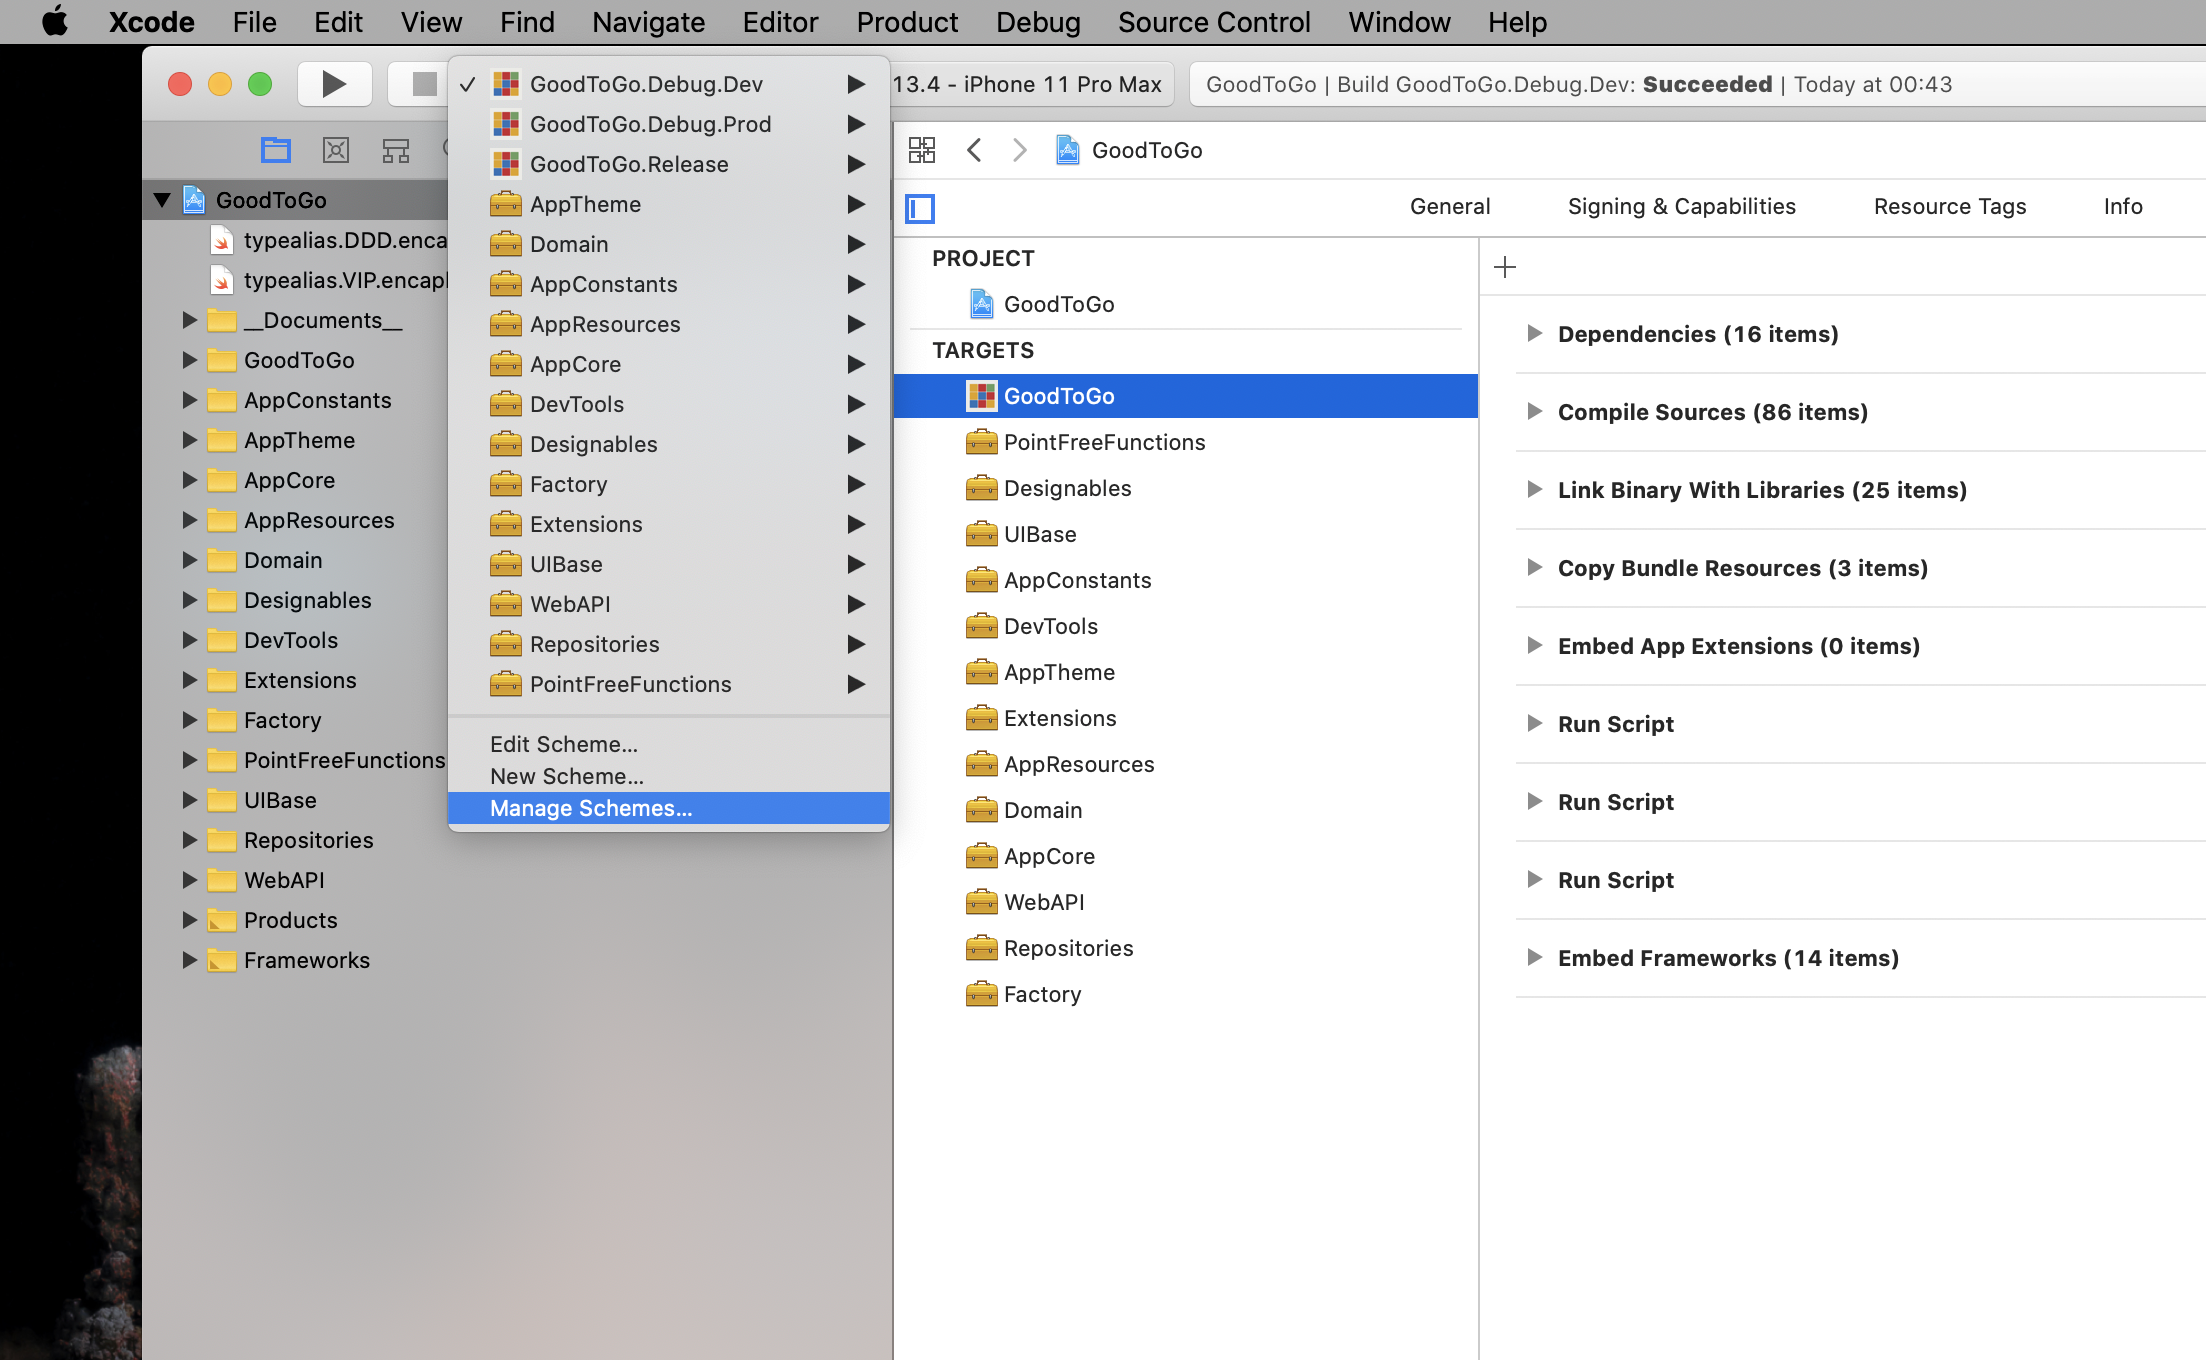 Xcode File Edit View Find Navigate Editor Product Debug Source Control Window Help
13.4 - iPhone 11 Pro Max
GoodToGo | Build GoodToGo.Debug.Dev: Succeeded | Today at 00:43
GoodToGo
typealias.DDD.enca
typealias.VIP.encap
__Documents__
GoodToGo
AppConstants
AppTheme
AppCore
AppResources
Domain
Designables
DevTools
Extensions
Factory
PointFreeFunctions
UIBase
Repositories
WebAPI
Products
Frameworks
✓ GoodToGo.Debug.Dev
GoodToGo.Debug.Prod
GoodToGo.Release
AppTheme
Domain
AppConstants
AppResources
AppCore
DevTools
Designables
Factory
Extensions
UIBase
WebAPI
Repositories
PointFreeFunctions
Edit Scheme...
New Scheme...
Manage Schemes...
GoodToGo
General Signing & Capabilities Resource Tags Info
PROJECT
GoodToGo
TARGETS
GoodToGo
PointFreeFunctions
Designables
UIBase
AppConstants
DevTools
AppTheme
Extensions
AppResources
Domain
AppCore
WebAPI
Repositories
Factory
Dependencies (16 items)
Compile Sources (86 items)
Link Binary With Libraries (25 items)
Copy Bundle Resources (3 items)
Embed App Extensions (0 items)
Run Script
Run Script
Run Script
Embed Frameworks (14 items)